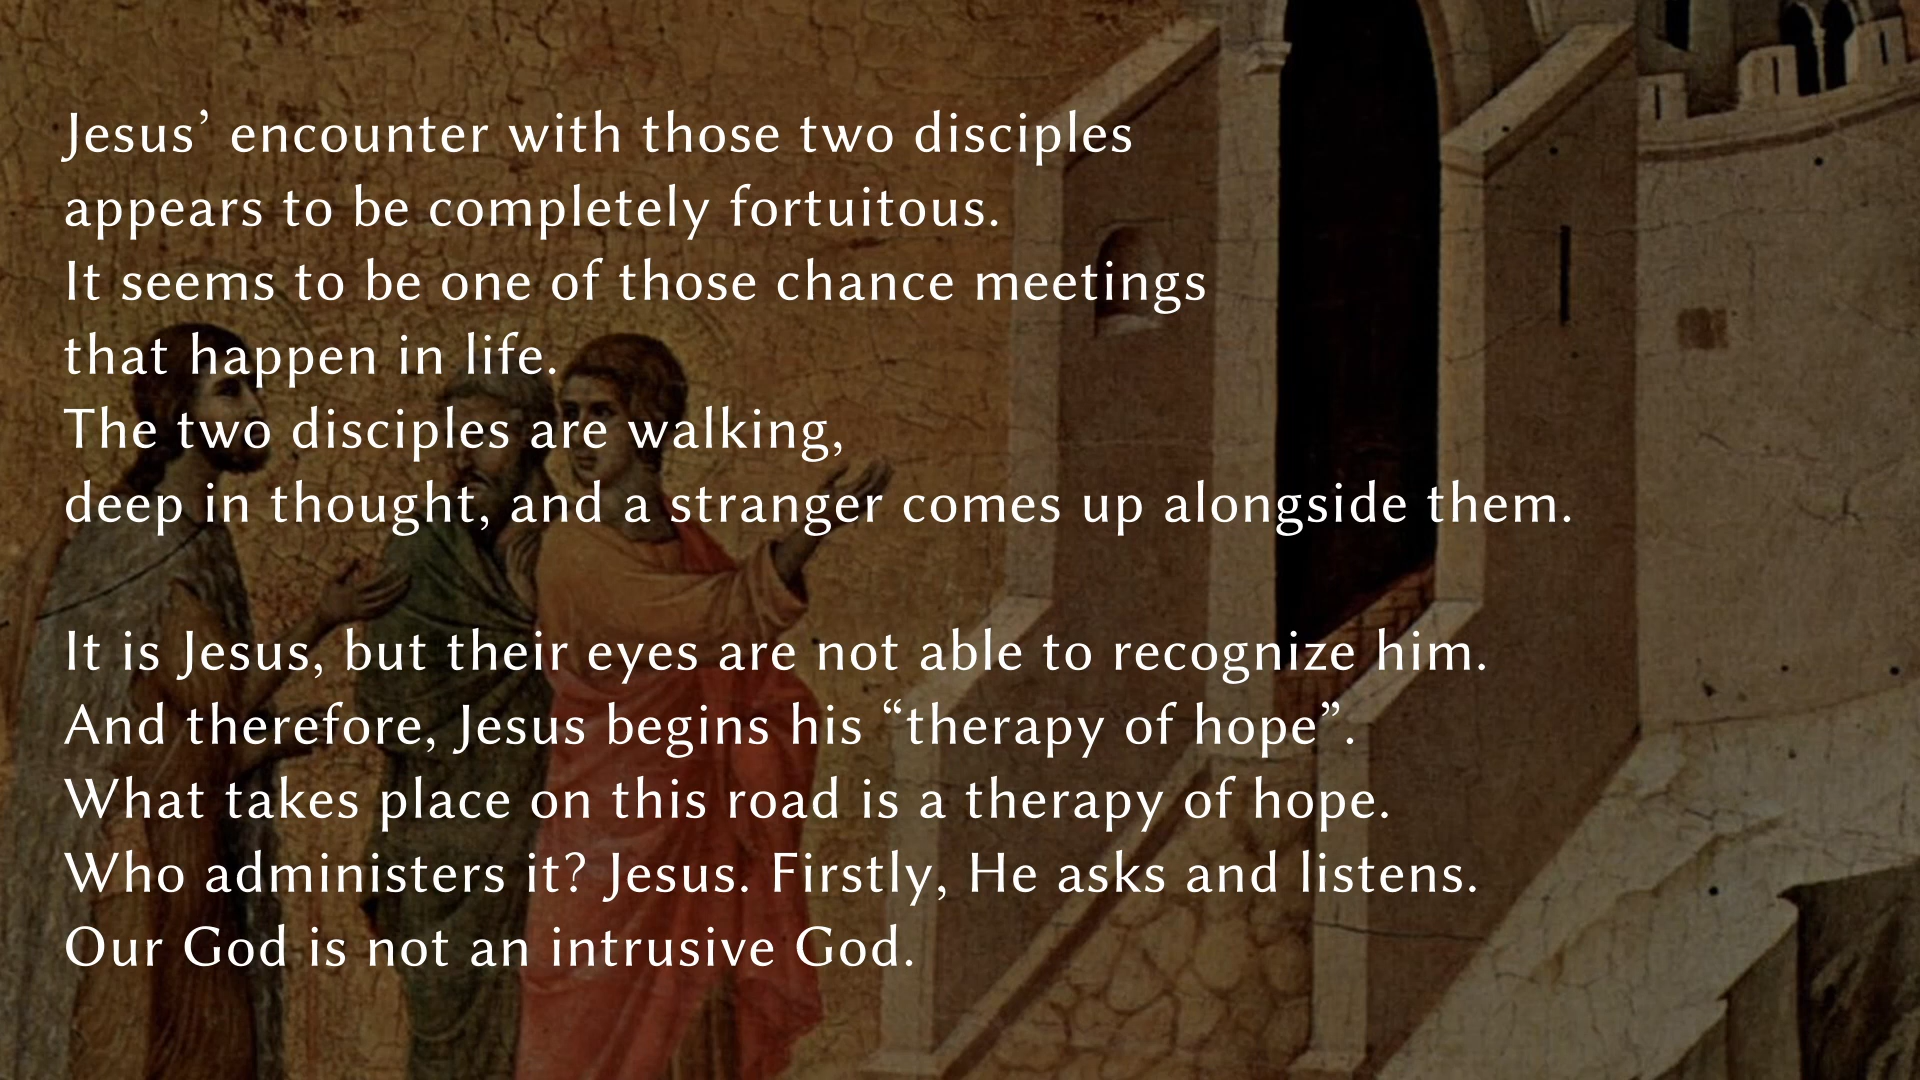 Jesus’ encounter with those two disciples
appears to be completely fortuitous.
It seems to be one of those chance meetings
that happen in life.
The two disciples are walking,
deep in thought, and a stranger comes up alongside them.
It is Jesus, but their eyes are not able to recognize him.
And therefore, Jesus begins his “therapy of hope”.
What takes place on this road is a therapy of hope.
Who administers it? Jesus. Firstly, He asks and listens.
Our God is not an intrusive God.